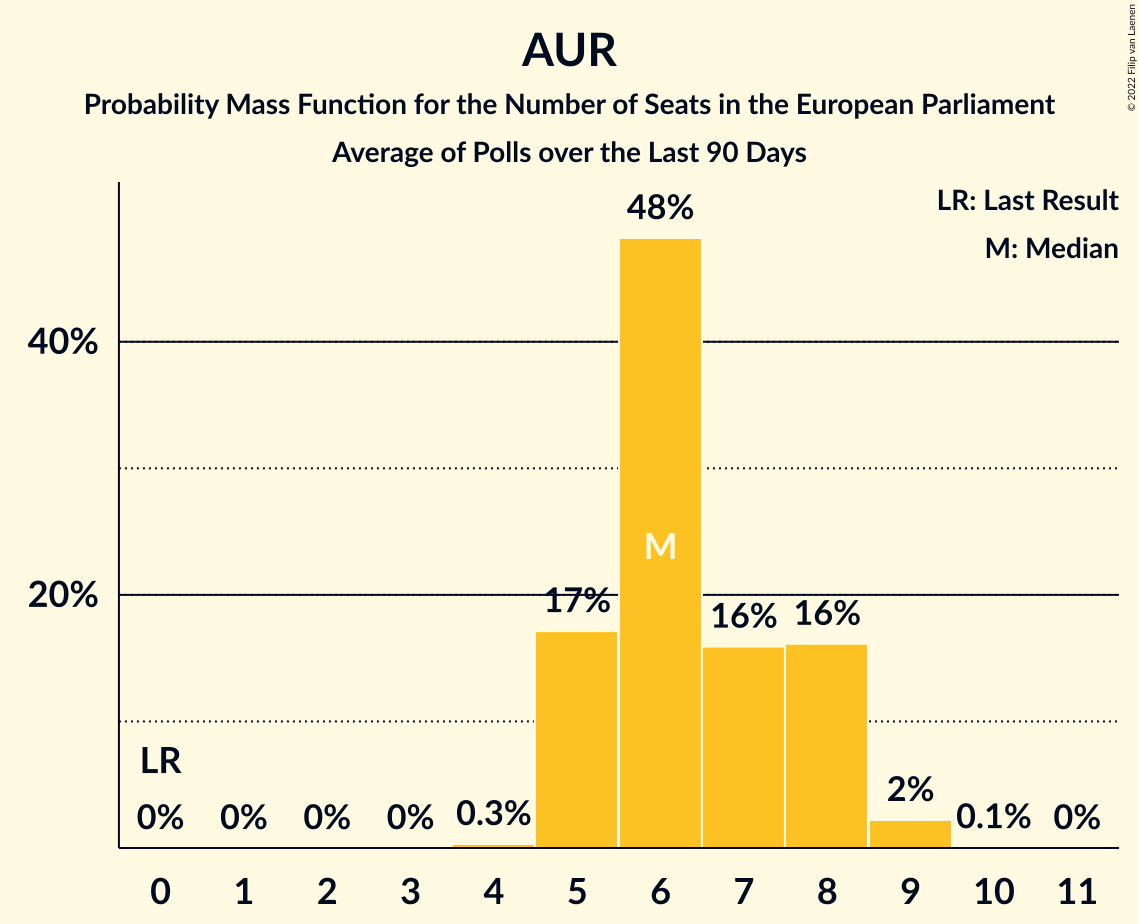 AUR
Probability Mass Function for the Number of Seats in the European Parliament
Average of Polls over the Last 90 Days
© 2022 Filip van Laenen
LR: Last Result
M: Median
40%
20%
LR
0%
0%
0%
0%
0.3%
17%
48%
M
16%
16%
2%
0.1%
0%
0 1 2 3 4 5 6 7 8 9 10 11